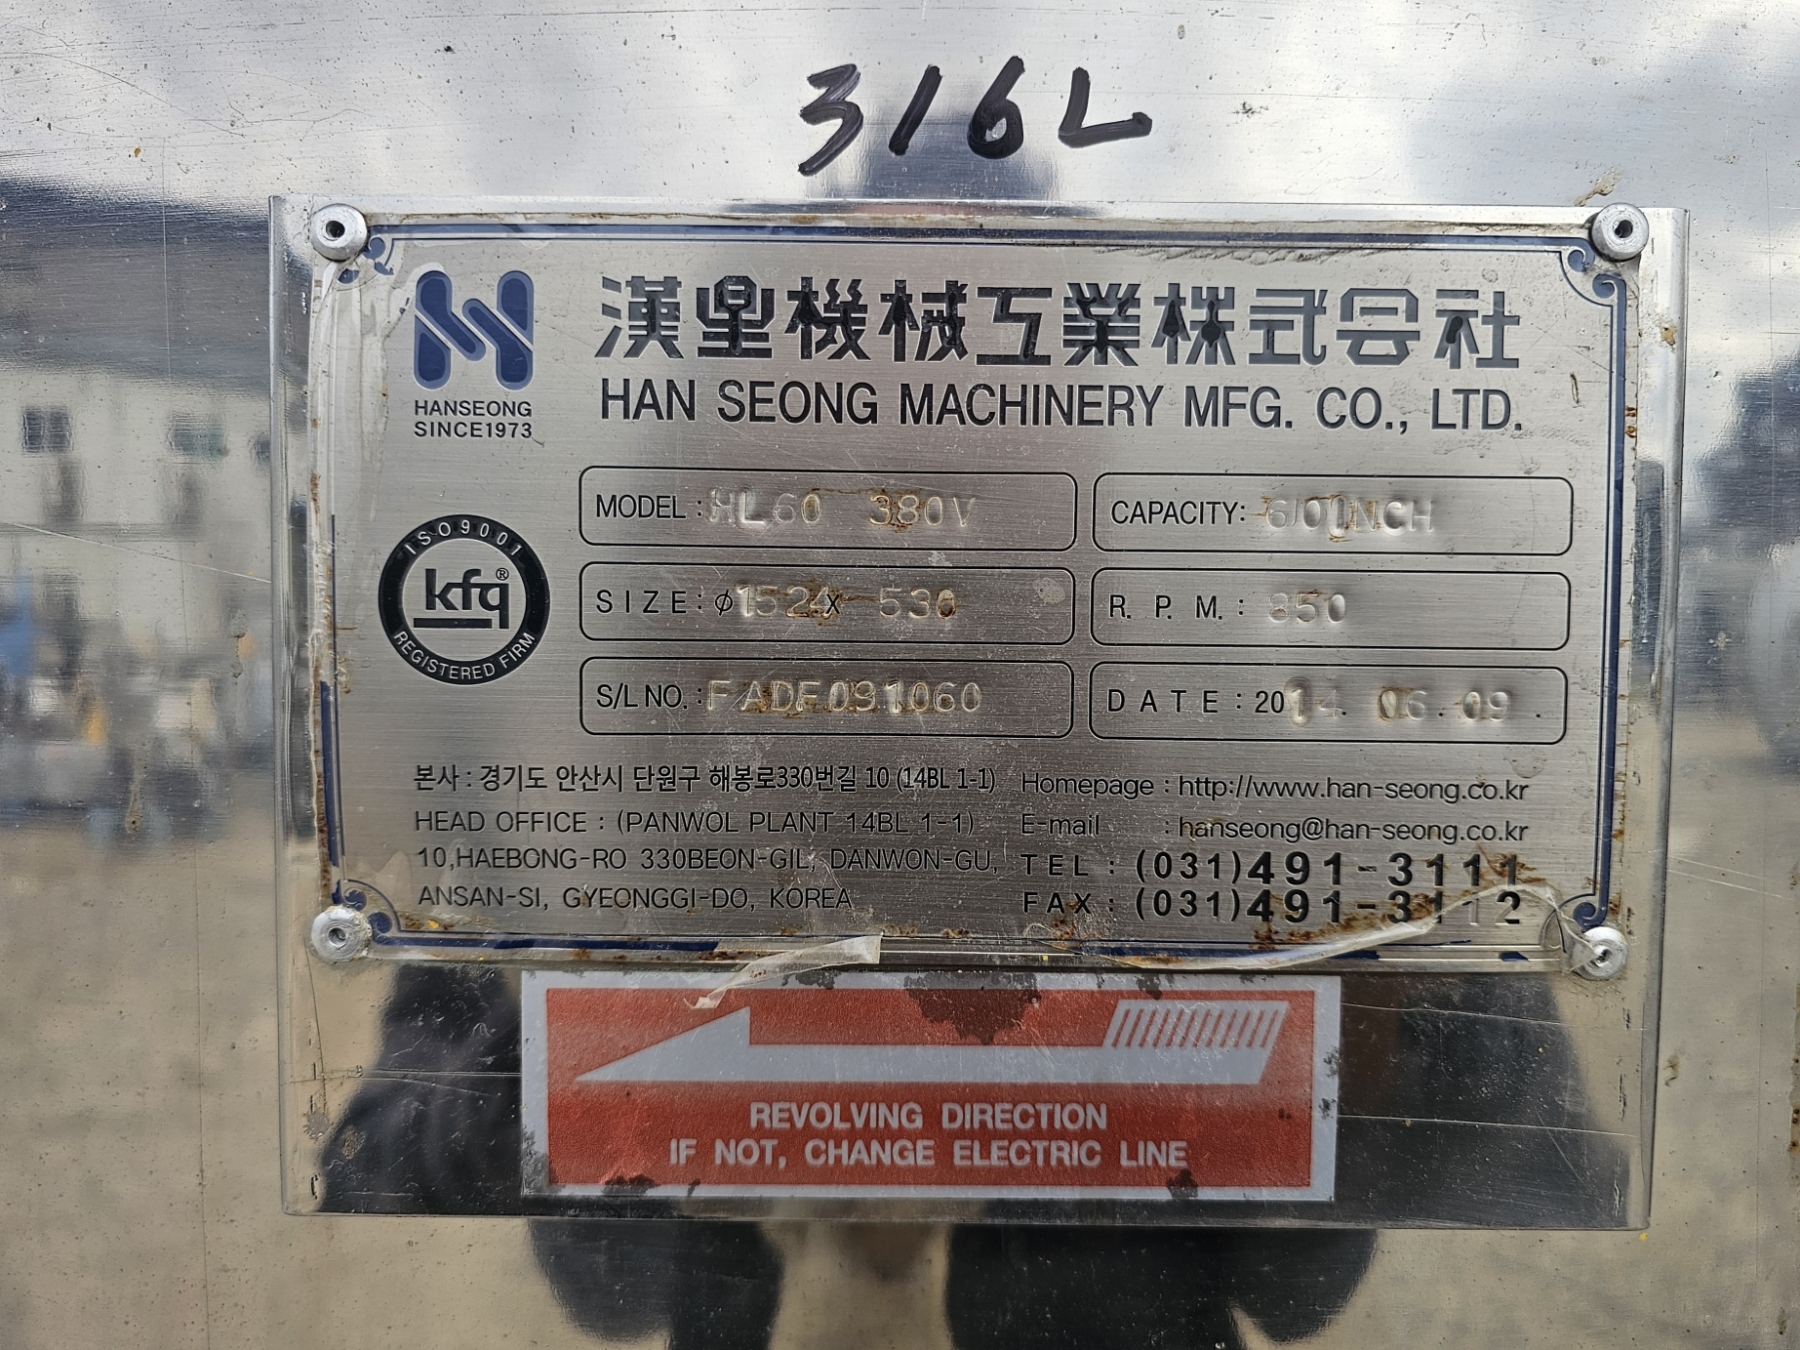 316L
漢星機械工業株式会社
HAN SEONG MACHINERY MFG. CO., LTD.
HANSEONG
SINCE1973
MODEL : HL60 380V
CAPACITY: 60INCH
ISO9001
kfq®
REGISTERED FIRM
SIZE: φ1524x 530
R. P. M. : 850
S/L NO. : FADF091060
DATE : 2014. 06. 09 .
본사 : 경기도 안산시 단원구 해봉로330번길 10 (14BL 1-1)
HEAD OFFICE : (PANWOL PLANT 14BL 1-1)
10,HAEBONG-RO 330BEON-GIL, DANWON-GU,
ANSAN-SI, GYEONGGI-DO, KOREA
Homepage : http://www.han-seong.co.kr
E-mail : hanseong@han-seong.co.kr
TEL : (031)491-3111
FAX : (031)491-3112
REVOLVING DIRECTION
IF NOT, CHANGE ELECTRIC LINE